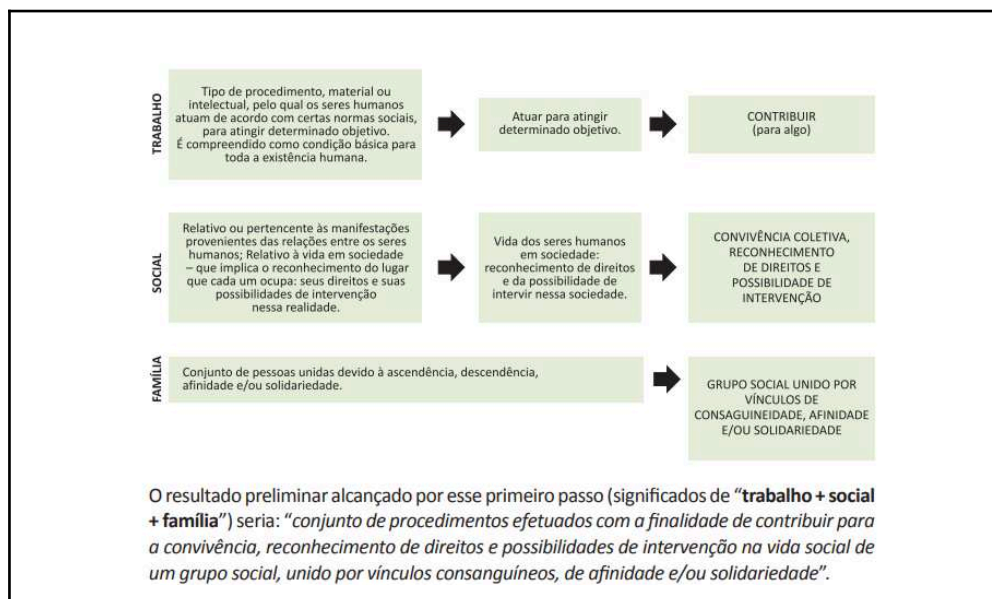 TRABALHO
Tipo de procedimento, material ou
intelectual, pelo qual os seres humanos
atuam de acordo com certas normas sociais,
para atingir determinado objetivo.
É compreendido como condição básica para
toda a existência humana.
Atuar para atingir
determinado objetivo.
CONTRIBUIR
(para algo)
SOCIAL
Relativo ou pertencente às manifestações
provenientes das relações entre os seres
humanos; Relativo à vida em sociedade
– que implica o reconhecimento do lugar
que cada um ocupa: seus direitos e suas
possibilidades de intervenção
nessa realidade.
Vida dos seres humanos
em sociedade:
reconhecimento de direitos
e da possibilidade de
intervir nessa sociedade.
CONVIVÊNCIA COLETIVA,
RECONHECIMENTO
DE DIREITOS E
POSSIBILIDADE DE
INTERVENÇÃO
FAMÍLIA
Conjunto de pessoas unidas devido à ascendência, descendência,
afinidade e/ou solidariedade.
GRUPO SOCIAL UNIDO POR
VÍNCULOS DE
CONSAGUINEIDADE, AFINIDADE
E/OU SOLIDARIEDADE
O resultado preliminar alcançado por esse primeiro passo (significados de “trabalho + social
+ família”) seria: “conjunto de procedimentos efetuados com a finalidade de contribuir para
a convivência, reconhecimento de direitos e possibilidades de intervenção na vida social de
um grupo social, unido por vínculos consanguíneos, de afinidade e/ou solidariedade”.